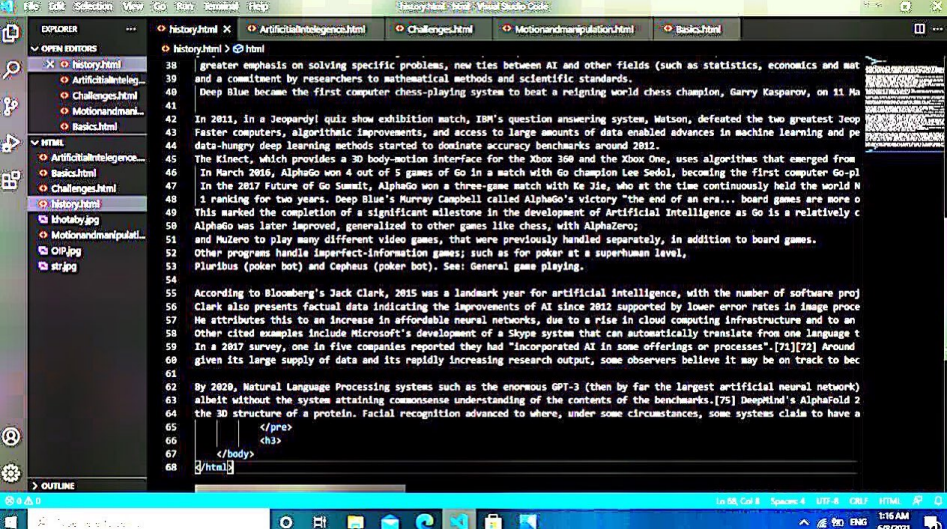 File Edit Selection View Go Run Terminal Help history.html - html - Visual Studio Code
EXPLORER
history.html
ArtificitialIntelegence.html
Challenges.html
Motionandmanipulation.html
Basics.html
OPEN EDITORS
history.html > html
history.html
ArtificitialInteleg...
Challenges.html
Motionandmani...
Basics.html
HTML
ArtificitialIntelegence....
Basics.html
Challenges.html
history.html
khotaby.jpg
Motionandmanipulati...
OIP.jpg
str.jpg
OUTLINE
38 greater emphasis on solving specific problems, new ties between AI and other fields (such as statistics, economics and mat
39 and a commitment by researchers to mathematical methods and scientific standards.
40 Deep Blue became the first computer chess-playing system to beat a reigning world chess champion, Garry Kasparov, on 11 Ma
41
42 In 2011, in a Jeopardy! quiz show exhibition match, IBM's question answering system, Watson, defeated the two greatest Jeop
43 Faster computers, algorithmic improvements, and access to large amounts of data enabled advances in machine learning and pe
44 data-hungry deep learning methods started to dominate accuracy benchmarks around 2012.
45 The Kinect, which provides a 3D body-motion interface for the Xbox 360 and the Xbox One, uses algorithms that emerged from
46 In March 2016, AlphaGo won 4 out of 5 games of Go in a match with Go champion Lee Sedol, becoming the first computer Go-pl
47 In the 2017 Future of Go Summit, AlphaGo won a three-game match with Ke Jie, who at the time continuously held the world N
48 1 ranking for two years. Deep Blue's Murray Campbell called AlphaGo's victory "the end of an era... board games are more o
49 This marked the completion of a significant milestone in the development of Artificial Intelligence as Go is a relatively c
50 AlphaGo was later improved, generalized to other games like chess, with AlphaZero;
51 and MuZero to play many different video games, that were previously handled separately, in addition to board games.
52 Other programs handle imperfect-information games; such as for poker at a superhuman level,
53 Pluribus (poker bot) and Cepheus (poker bot). See: General game playing.
54
55 According to Bloomberg's Jack Clark, 2015 was a landmark year for artificial intelligence, with the number of software proj
56 Clark also presents factual data indicating the improvements of AI since 2012 supported by lower error rates in image proce
57 He attributes this to an increase in affordable neural networks, due to a rise in cloud computing infrastructure and to an
58 Other cited examples include Microsoft's development of a Skype system that can automatically translate from one language t
59 In a 2017 survey, one in five companies reported they had "incorporated AI in some offerings or processes".[71][72] Around
60 given its large supply of data and its rapidly increasing research output, some observers believe it may be on track to bec
61
62 By 2020, Natural Language Processing systems such as the enormous GPT-3 (then by far the largest artificial neural network)
63 albeit without the system attaining commonsense understanding of the contents of the benchmarks.[75] DeepMind's AlphaFold 2
64 the 3D structure of a protein. Facial recognition advanced to where, under some circumstances, some systems claim to have a
65 </pre>
66 <h3>
67 </body>
68 </html>
0 0 Ln 68, Col 8 Spaces: 4 UTF-8 CRLF HTML
ENG 1:16 AM
6/8/2021